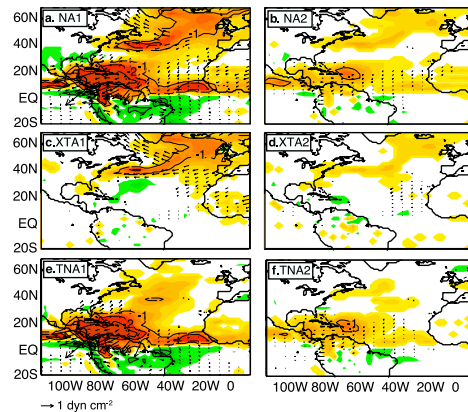 a. NA1
b. NA2
60N
40N
20N
EQ
20S
c. XTA1
d. XTA2
60N
40N
20N
EQ
20S
-1
e. TNA1
f. TNA2
60N
40N
20N
EQ
20S
100W 80W 60W 40W 20W 0
100W 80W 60W 40W 20W 0
→ 1 dyn cm⁻²